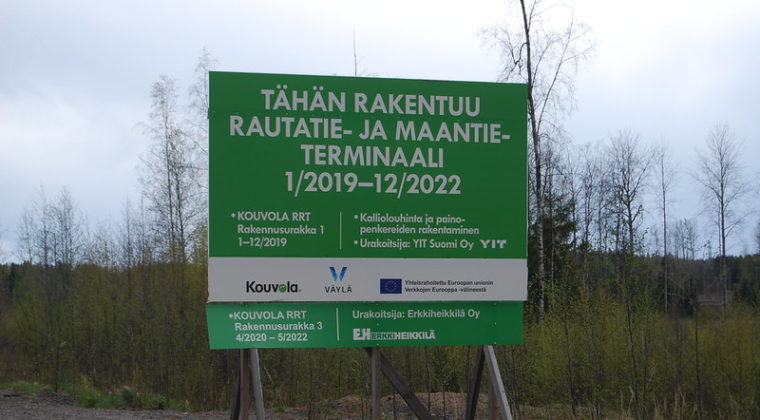 TÄHÄN RAKENTUU
RAUTATIE- JA MAANTIE-
TERMINAALI
1/2019–12/2022
• KOUVOLA RRT
Rakennusurakka 1
1–12/2019
• Kalliolouhinta ja paino-
penkereiden rakentaminen
• Urakoitsija: YIT Suomi Oy YIT
Kouvola
VÄYLÄ
Yhteisrahoitettu Euroopan unionin
Verkkojen Eurooppa -välineestä
• KOUVOLA RRT
Rakennusurakka 3
4/2020 – 5/2022
Urakoitsija: Erkkiheikkilä Oy
EH ERKKIHEIKKILÄ